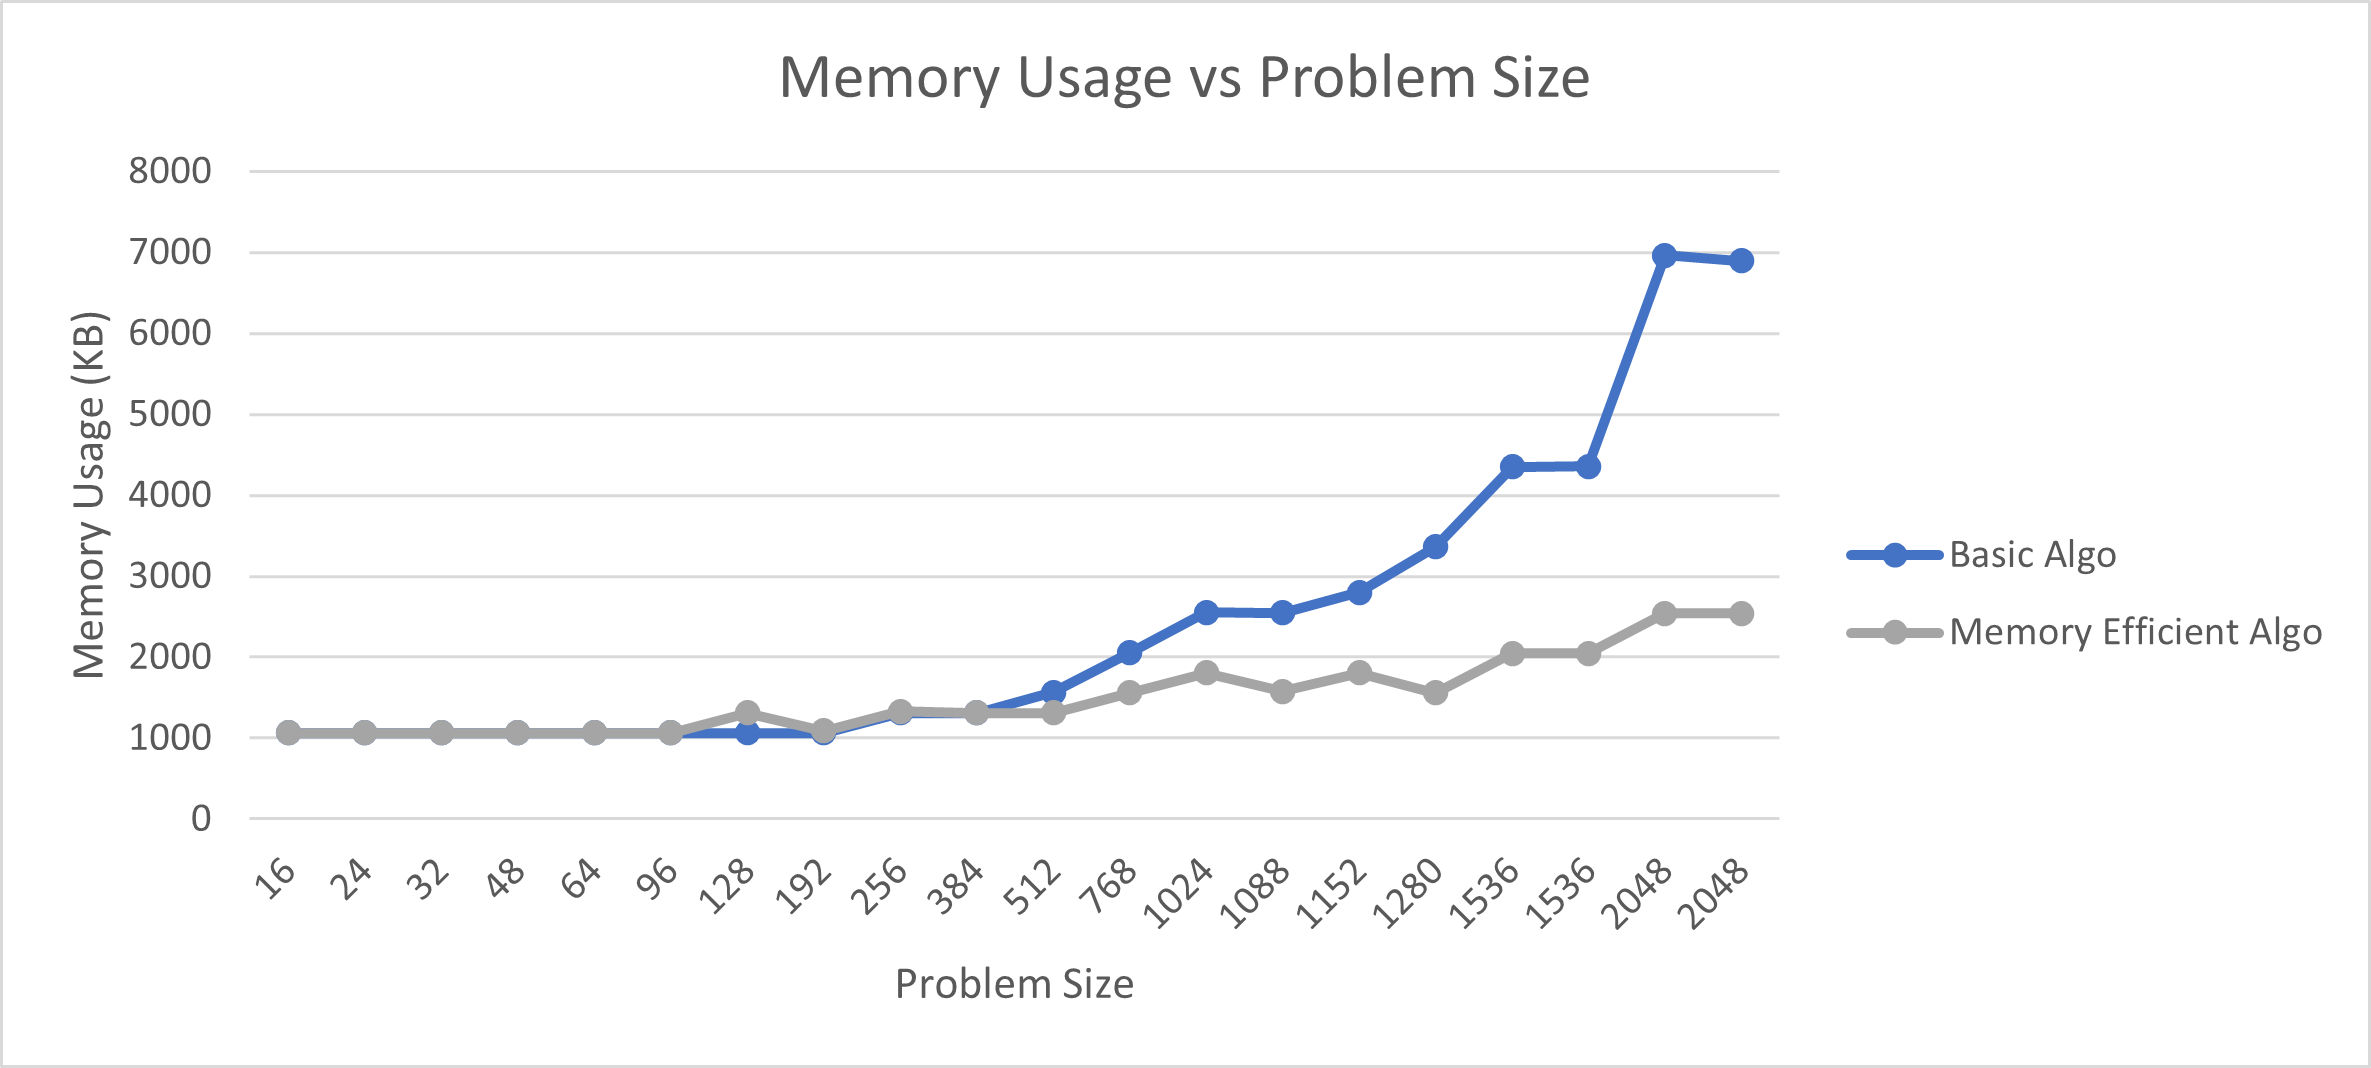 Memory Usage vs Problem Size
8000
7000
6000
5000
4000
3000
2000
1000
0
Memory Usage (KB)
16 24 32 48 64 96 128 192 256 384 512 768 1024 1088 1152 1280 1536 1536 2048 2048
Problem Size
Basic Algo
Memory Efficient Algo